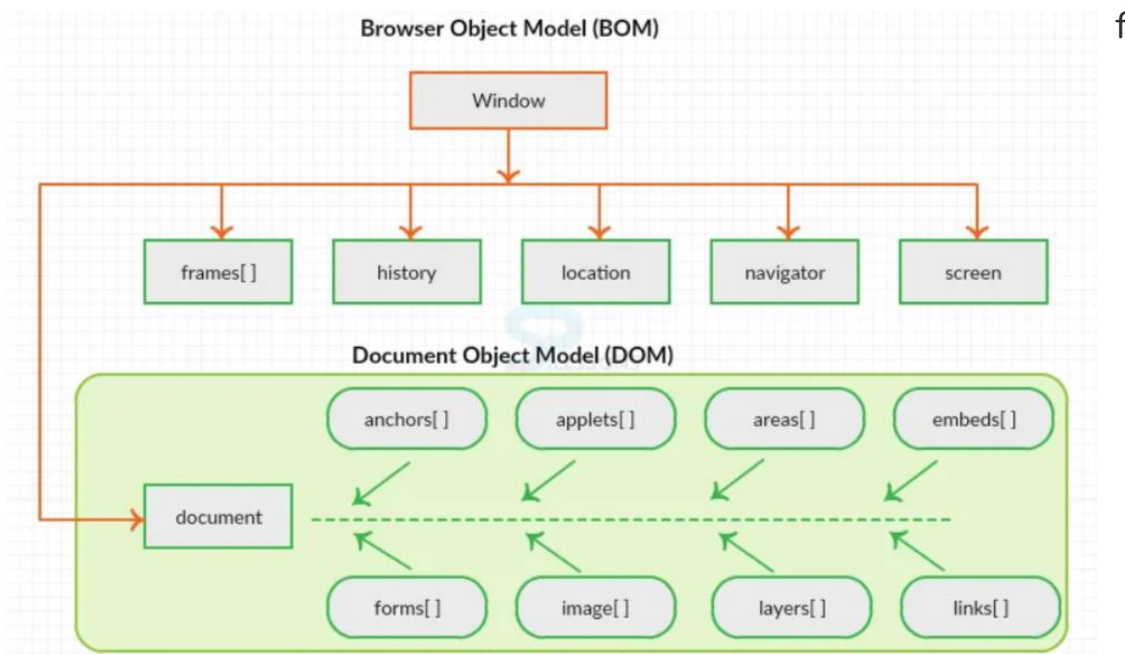 Browser Object Model (BOM)
f
Window
frames[ ]
history
location
navigator
screen
Document Object Model (DOM)
anchors[ ]
applets[ ]
areas[ ]
embeds[ ]
document
forms[ ]
image[ ]
layers[ ]
links[ ]